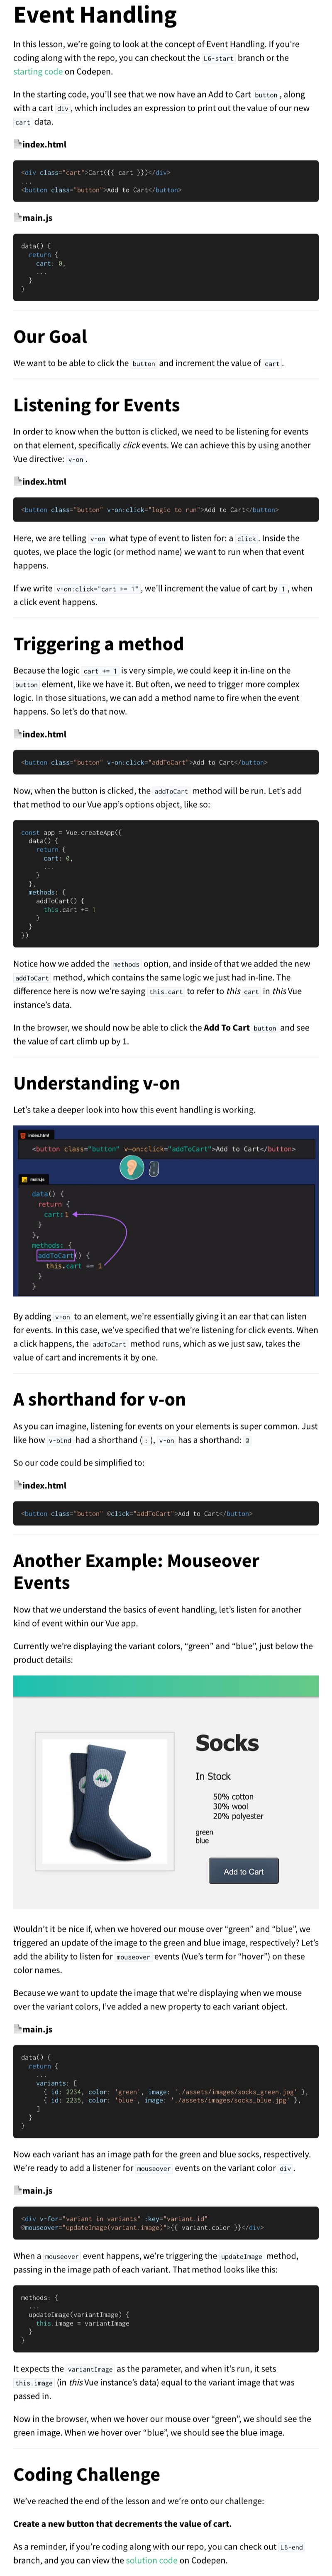 Event Handling
In this lesson, we're going to look at the concept of Event Handling. If you're
coding along with the repo, you can checkout the L6-start branch or the
starting code on Codepen.
In the starting code, you'll see that we now have an Add to Cart button, along
with a cart div, which includes an expression to print out the value of our new
cart data.
index.html
<div class="cart">Cart({{ cart }})</div>
...
<button class="button">Add to Cart</button>
main.js
data() {
return {
cart: 0,
...
}
}
Our Goal
We want to be able to click the button and increment the value of cart.
Listening for Events
In order to know when the button is clicked, we need to be listening for events
on that element, specifically click events. We can achieve this by using another
Vue directive: v-on.
index.html
<button class="button" v-on:click="logic to run">Add to Cart</button>
Here, we are telling v-on what type of event to listen for: a click. Inside the
quotes, we place the logic (or method name) we want to run when that event
happens.
If we write v-on:click="cart += 1", we'll increment the value of cart by 1, when
a click event happens.
Triggering a method
Because the logic cart += 1 is very simple, we could keep it in-line on the
button element, like we have it. But often, we need to trigger more complex
logic. In those situations, we can add a method name to fire when the event
happens. So let's do that now.
index.html
<button class="button" v-on:click="addToCart">Add to Cart</button>
Now, when the button is clicked, the addToCart method will be run. Let's add
that method to our Vue app's options object, like so:
const app = Vue.createApp({
data() {
return {
cart: 0,
...
}
},
methods: {
addToCart() {
this.cart += 1
}
}
})
Notice how we added the methods option, and inside of that we added the new
addToCart method, which contains the same logic we just had in-line. The
difference here is now we're saying this.cart to refer to this cart in this Vue
instance's data.
In the browser, we should now be able to click the Add To Cart button and see
the value of cart climb up by 1.
Understanding v-on
Let's take a deeper look into how this event handling is working.
index.html
<button class="button" v-on:click="addToCart">Add to Cart</button>
main.js
data() {
return {
cart:1
}
},
methods: {
addToCart() {
this.cart += 1
}
}
By adding v-on to an element, we're essentially giving it an ear that can listen
for events. In this case, we've specified that we're listening for click events. When
a click happens, the addToCart method runs, which as we just saw, takes the
value of cart and increments it by one.
A shorthand for v-on
As you can imagine, listening for events on your elements is super common. Just
like how v-bind had a shorthand ( : ), v-on has a shorthand: @
So our code could be simplified to:
index.html
<button class="button" @click="addToCart">Add to Cart</button>
Another Example: Mouseover
Events
Now that we understand the basics of event handling, let's listen for another
kind of event within our Vue app.
Currently we're displaying the variant colors, "green" and "blue", just below the
product details:
Socks
In Stock
50% cotton
30% wool
20% polyester
green
blue
Add to Cart
Wouldn't it be nice if, when we hovered our mouse over "green" and "blue", we
triggered an update of the image to the green and blue image, respectively? Let's
add the ability to listen for mouseover events (Vue's term for "hover") on these
color names.
Because we want to update the image that we're displaying when we mouse
over the variant colors, I've added a new property to each variant object.
main.js
data() {
return {
...
variants: [
{ id: 2234, color: 'green', image: './assets/images/socks_green.jpg' },
{ id: 2235, color: 'blue', image: './assets/images/socks_blue.jpg' },
]
}
}
Now each variant has an image path for the green and blue socks, respectively.
We're ready to add a listener for mouseover events on the variant color div.
main.js
<div v-for="variant in variants" :key="variant.id"
@mouseover="updateImage(variant.image)">{{ variant.color }}</div>
When a mouseover event happens, we're triggering the updateImage method,
passing in the image path of each variant. That method looks like this:
methods: {
...
updateImage(variantImage) {
this.image = variantImage
}
}
It expects the variantImage as the parameter, and when it's run, it sets
this.image (in this Vue instance's data) equal to the variant image that was
passed in.
Now in the browser, when we hover our mouse over "green", we should see the
green image. When we hover over "blue", we should see the blue image.
Coding Challenge
We've reached the end of the lesson and we're onto our challenge:
Create a new button that decrements the value of cart.
As a reminder, if you're coding along with our repo, you can check out L6-end
branch, and you can view the solution code on Codepen.